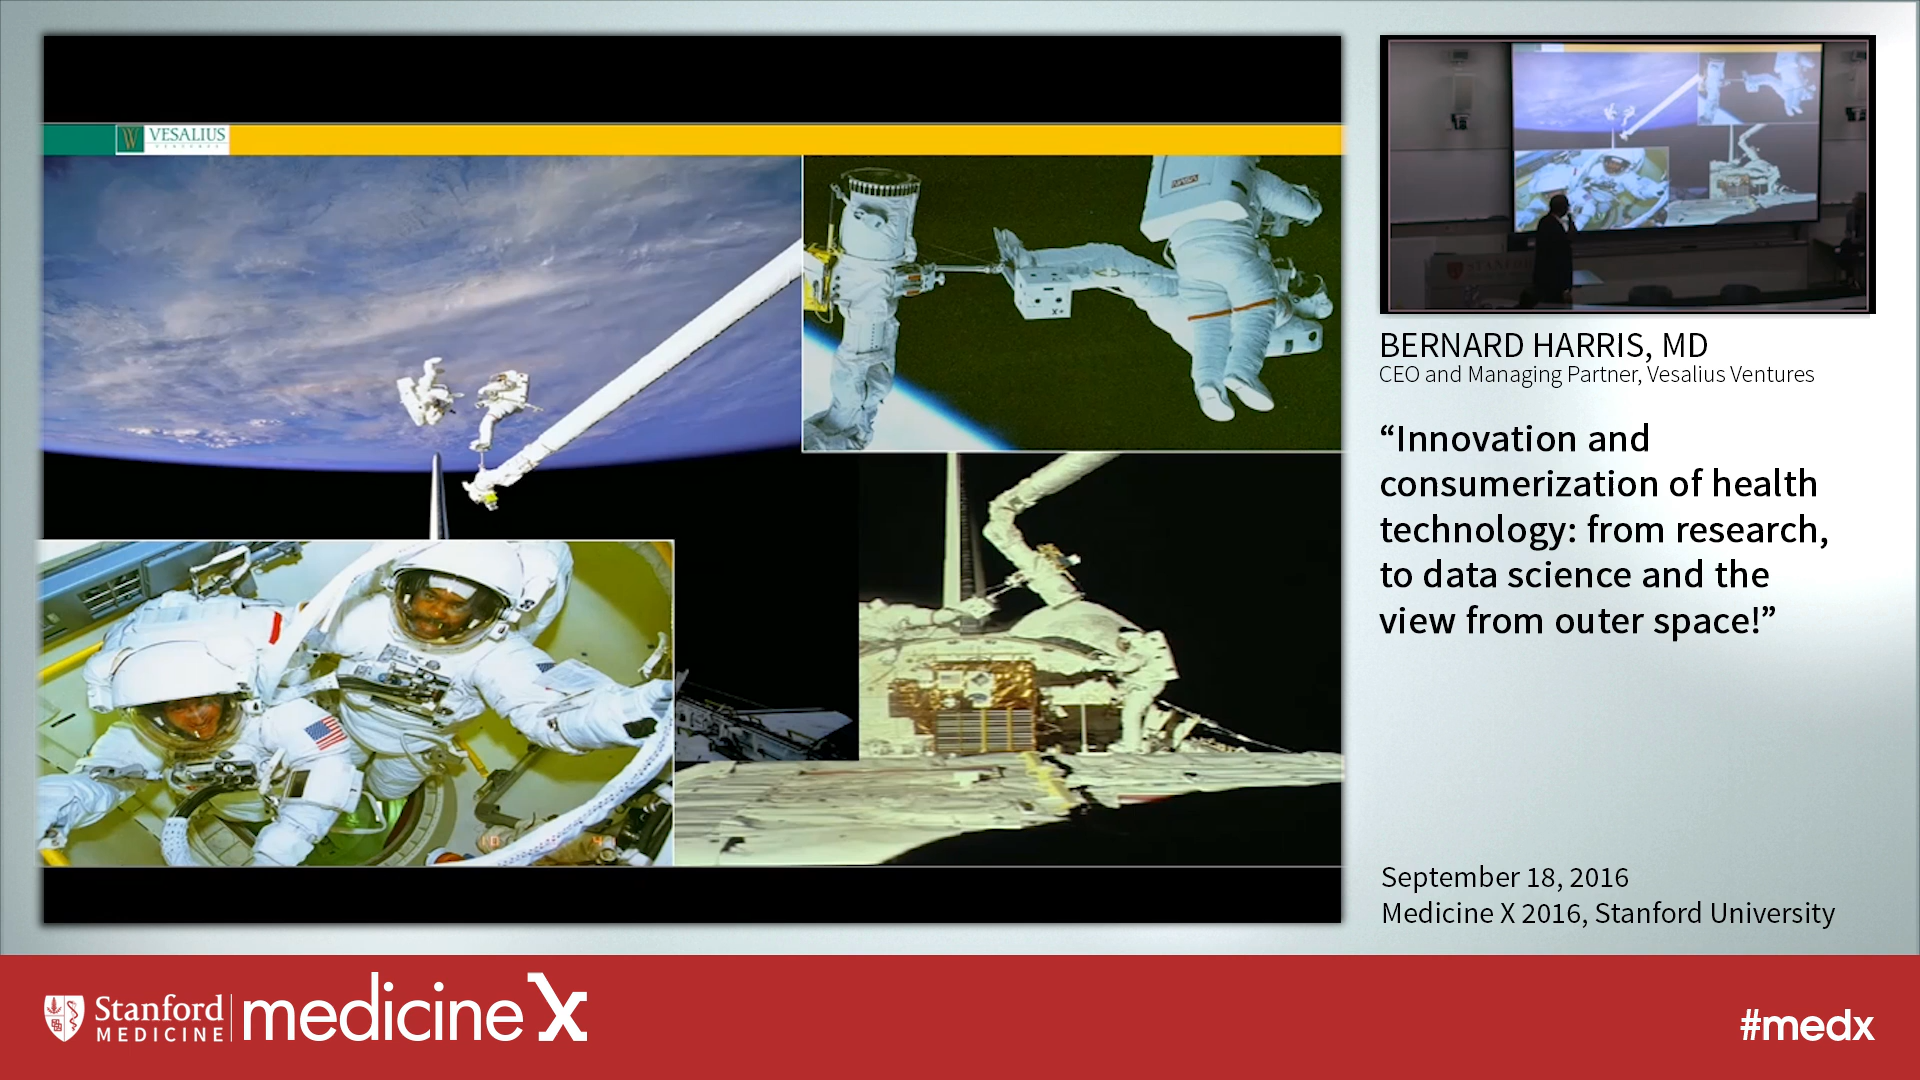 VESALIUS
VENTURES
NASA
X
STANFORD
BERNARD HARRIS, MD
CEO and Managing Partner, Vesalius Ventures
“Innovation and
consumerization of health
technology: from research,
to data science and the
view from outer space!”
September 18, 2016
Medicine X 2016, Stanford University
Stanford
MEDICINE
medicine X
#medx